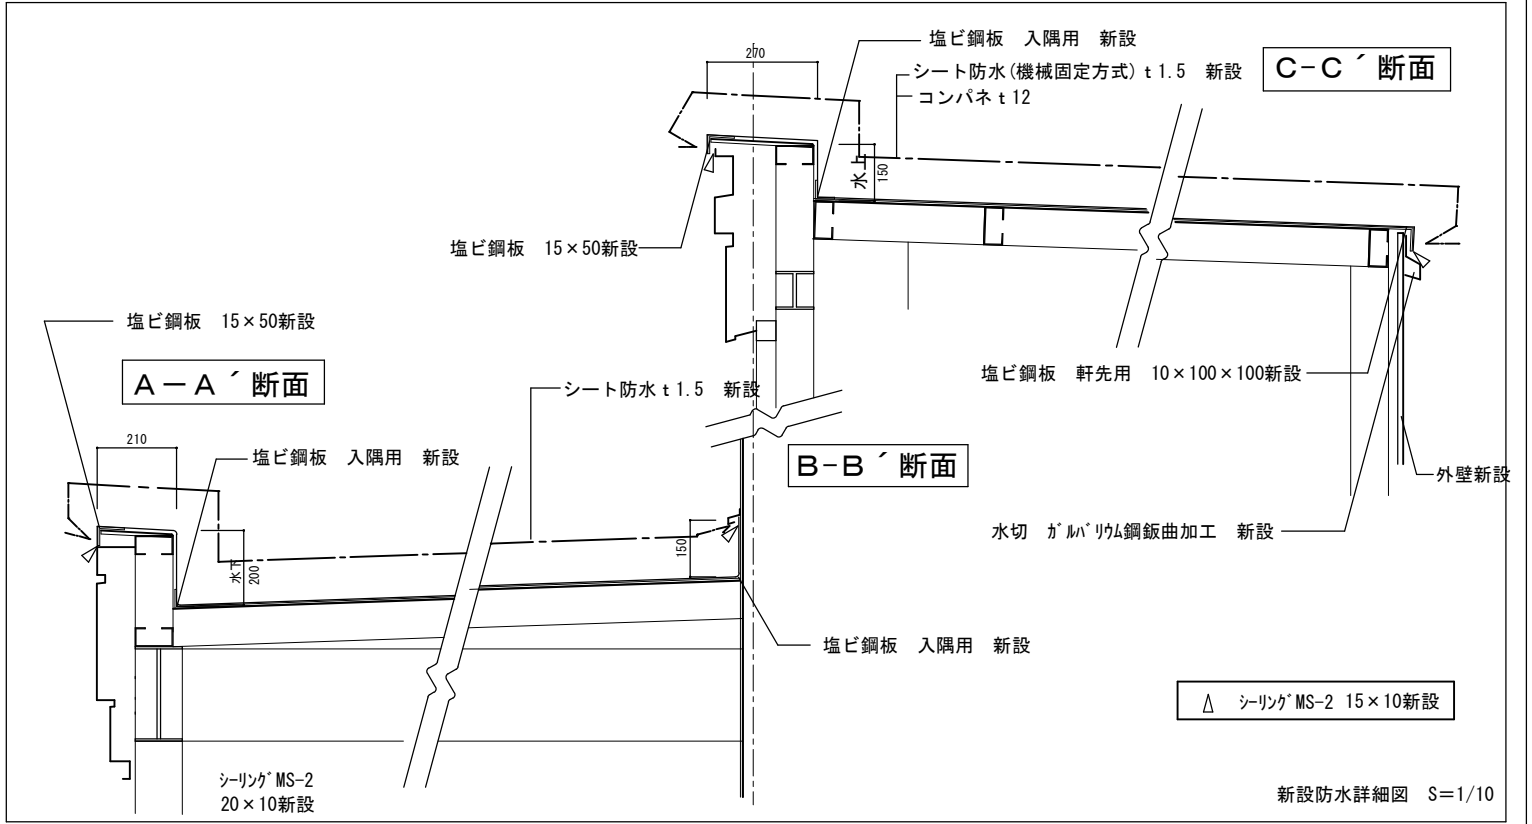 塩ビ鋼板 入隅用 新設
270
C-C´断面
シート防水(機械固定方式) t1.5 新設
コンパネt12
水上
150
塩ビ鋼板 15×50新設
塩ビ鋼板 15×50新設
A-A´断面
塩ビ鋼板 軒先用 10×100×100新設
シート防水t1.5 新設
210
塩ビ鋼板 入隅用 新設
B-B´断面
外壁新設
水切 ガルバリウム鋼鈑曲加工 新設
150
水下
200
塩ビ鋼板 入隅用 新設
△ シーリングMS-2 15×10新設
シーリングMS-2
20×10新設
新設防水詳細図 S=1/10